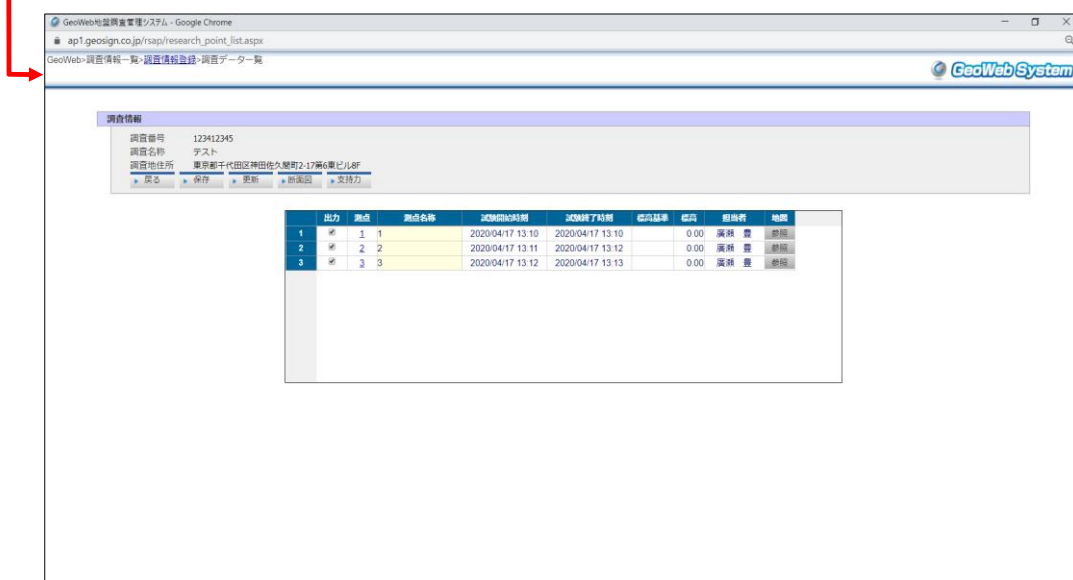 GeoWeb地盤調査管理システム - Google Chrome
ap1.geosign.co.jp/rsap/research_point_list.aspx
GeoWeb>調査情報一覧>調査情報登録>調査データ一覧
GeoWeb System
調査情報
調査番号 123412345
調査名称 テスト
調査地住所 東京都千代田区神田佐久間町2-17第6東ビル8F
戻る 保存 更新 断面図 支持力
出力 測点 測点名称 試験開始時刻 試験終了時刻 標高基準 標高 担当者 地図
1 1 1 2020/04/17 13:10 2020/04/17 13:10 0.00 廣瀬 豊 参照
2 2 2 2020/04/17 13:11 2020/04/17 13:12 0.00 廣瀬 豊 参照
3 3 3 2020/04/17 13:12 2020/04/17 13:13 0.00 廣瀬 豊 参照